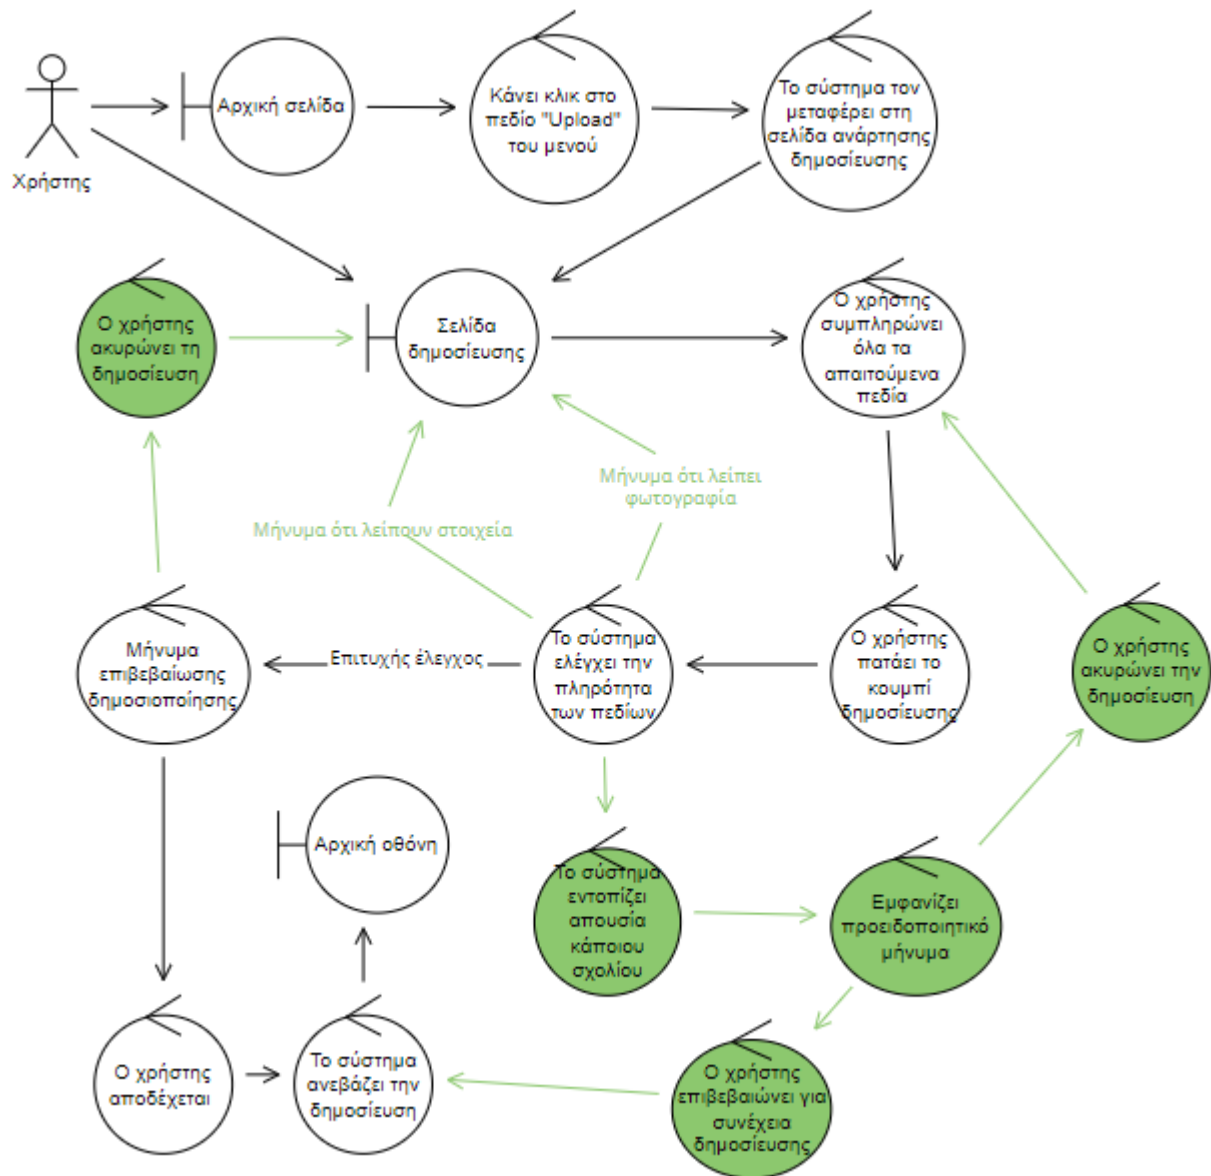 Χρήστης
Αρχική σελίδα
Κάνει κλικ στο
πεδίο "Upload"
του μενού
Το σύστημα τον
μεταφέρει στη
σελίδα ανάρτησης
δημοσίευσης
Ο χρήστης
ακυρώνει τη
δημοσίευση
Σελίδα
δημοσίευσης
Ο χρήστης
συμπληρώνει
όλα τα
απαιτούμενα
πεδία
Μήνυμα ότι λείπει
φωτογραφία
Μήνυμα ότι λείπουν στοιχεία
Μήνυμα
επιβεβαίωσης
δημοσιοποίησης
Επιτυχής έλεγχος
Το σύστημα
ελέγχει την
πληρότητα
των πεδίων
Ο χρήστης
πατάει το
κουμπί
δημοσίευσης
Ο χρήστης
ακυρώνει την
δημοσίευση
Αρχική οθόνη
Το σύστημα
εντοπίζει
απουσία
κάποιου
σχολίου
Εμφανίζει
προειδοποιητικό
μήνυμα
Ο χρήστης
αποδέχεται
Το σύστημα
ανεβάζει την
δημοσίευση
Ο χρήστης
επιβεβαιώνει για
συνέχεια
δημοσίευσης